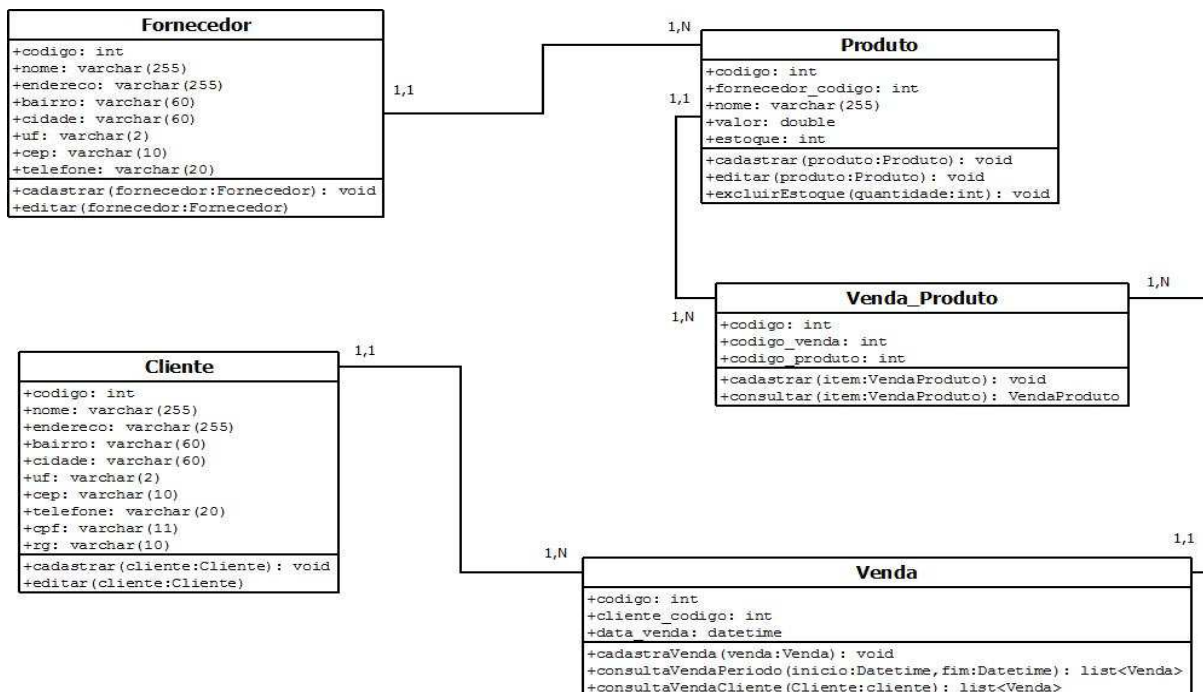 Fornecedor
+codigo: int
+nome: varchar(255)
+endereco: varchar(255)
+bairro: varchar(60)
+cidade: varchar(60)
+uf: varchar(2)
+cep: varchar(10)
+telefone: varchar(20)
+cadastrar(fornecedor:Fornecedor): void
+editar(fornecedor:Fornecedor)
1,1
1,N
Produto
+codigo: int
+fornecedor_codigo: int
+nome: varchar(255)
+valor: double
+estoque: int
+cadastrar(produto:Produto): void
+editar(produto:Produto): void
+excluirEstoque(quantidade:int): void
1,1
1,N
Venda_Produto
+codigo: int
+codigo_venda: int
+codigo_produto: int
+cadastrar(item:VendaProduto): void
+consultar(item:VendaProduto): VendaProduto
1,N
Cliente
+codigo: int
+nome: varchar(255)
+endereco: varchar(255)
+bairro: varchar(60)
+cidade: varchar(60)
+uf: varchar(2)
+cep: varchar(10)
+telefone: varchar(20)
+cpf: varchar(11)
+rg: varchar(10)
+cadastrar(cliente:Cliente): void
+editar(cliente:Cliente)
1,1
1,N
1,1
Venda
+codigo: int
+cliente_codigo: int
+data_venda: datetime
+cadastraVenda(venda:Venda): void
+consultaVendaPeriodo(inicio:Datetime,fim:Datetime): list<Venda>
+consultaVendaCliente(Cliente:cliente): list<Venda>